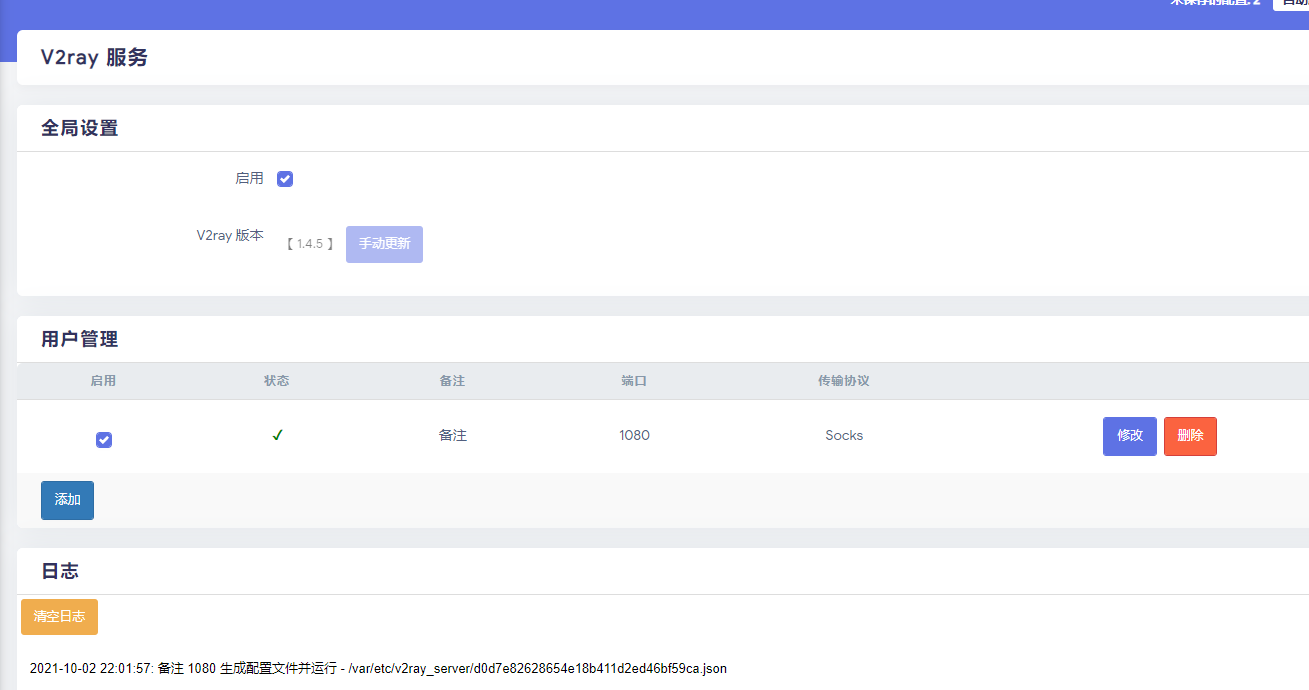 未保存的配置: 2
V2ray 服务
全局设置
启用
V2ray 版本 【 1.4.5 】 手动更新
用户管理
启用 状态 备注 端口 传输协议
✓ 备注 1080 Socks 修改 删除
添加
日志
清空日志
2021-10-02 22:01:57: 备注 1080 生成配置文件并运行 - /var/etc/v2ray_server/d0d7e82628654e18b411d2ed46bf59ca.json